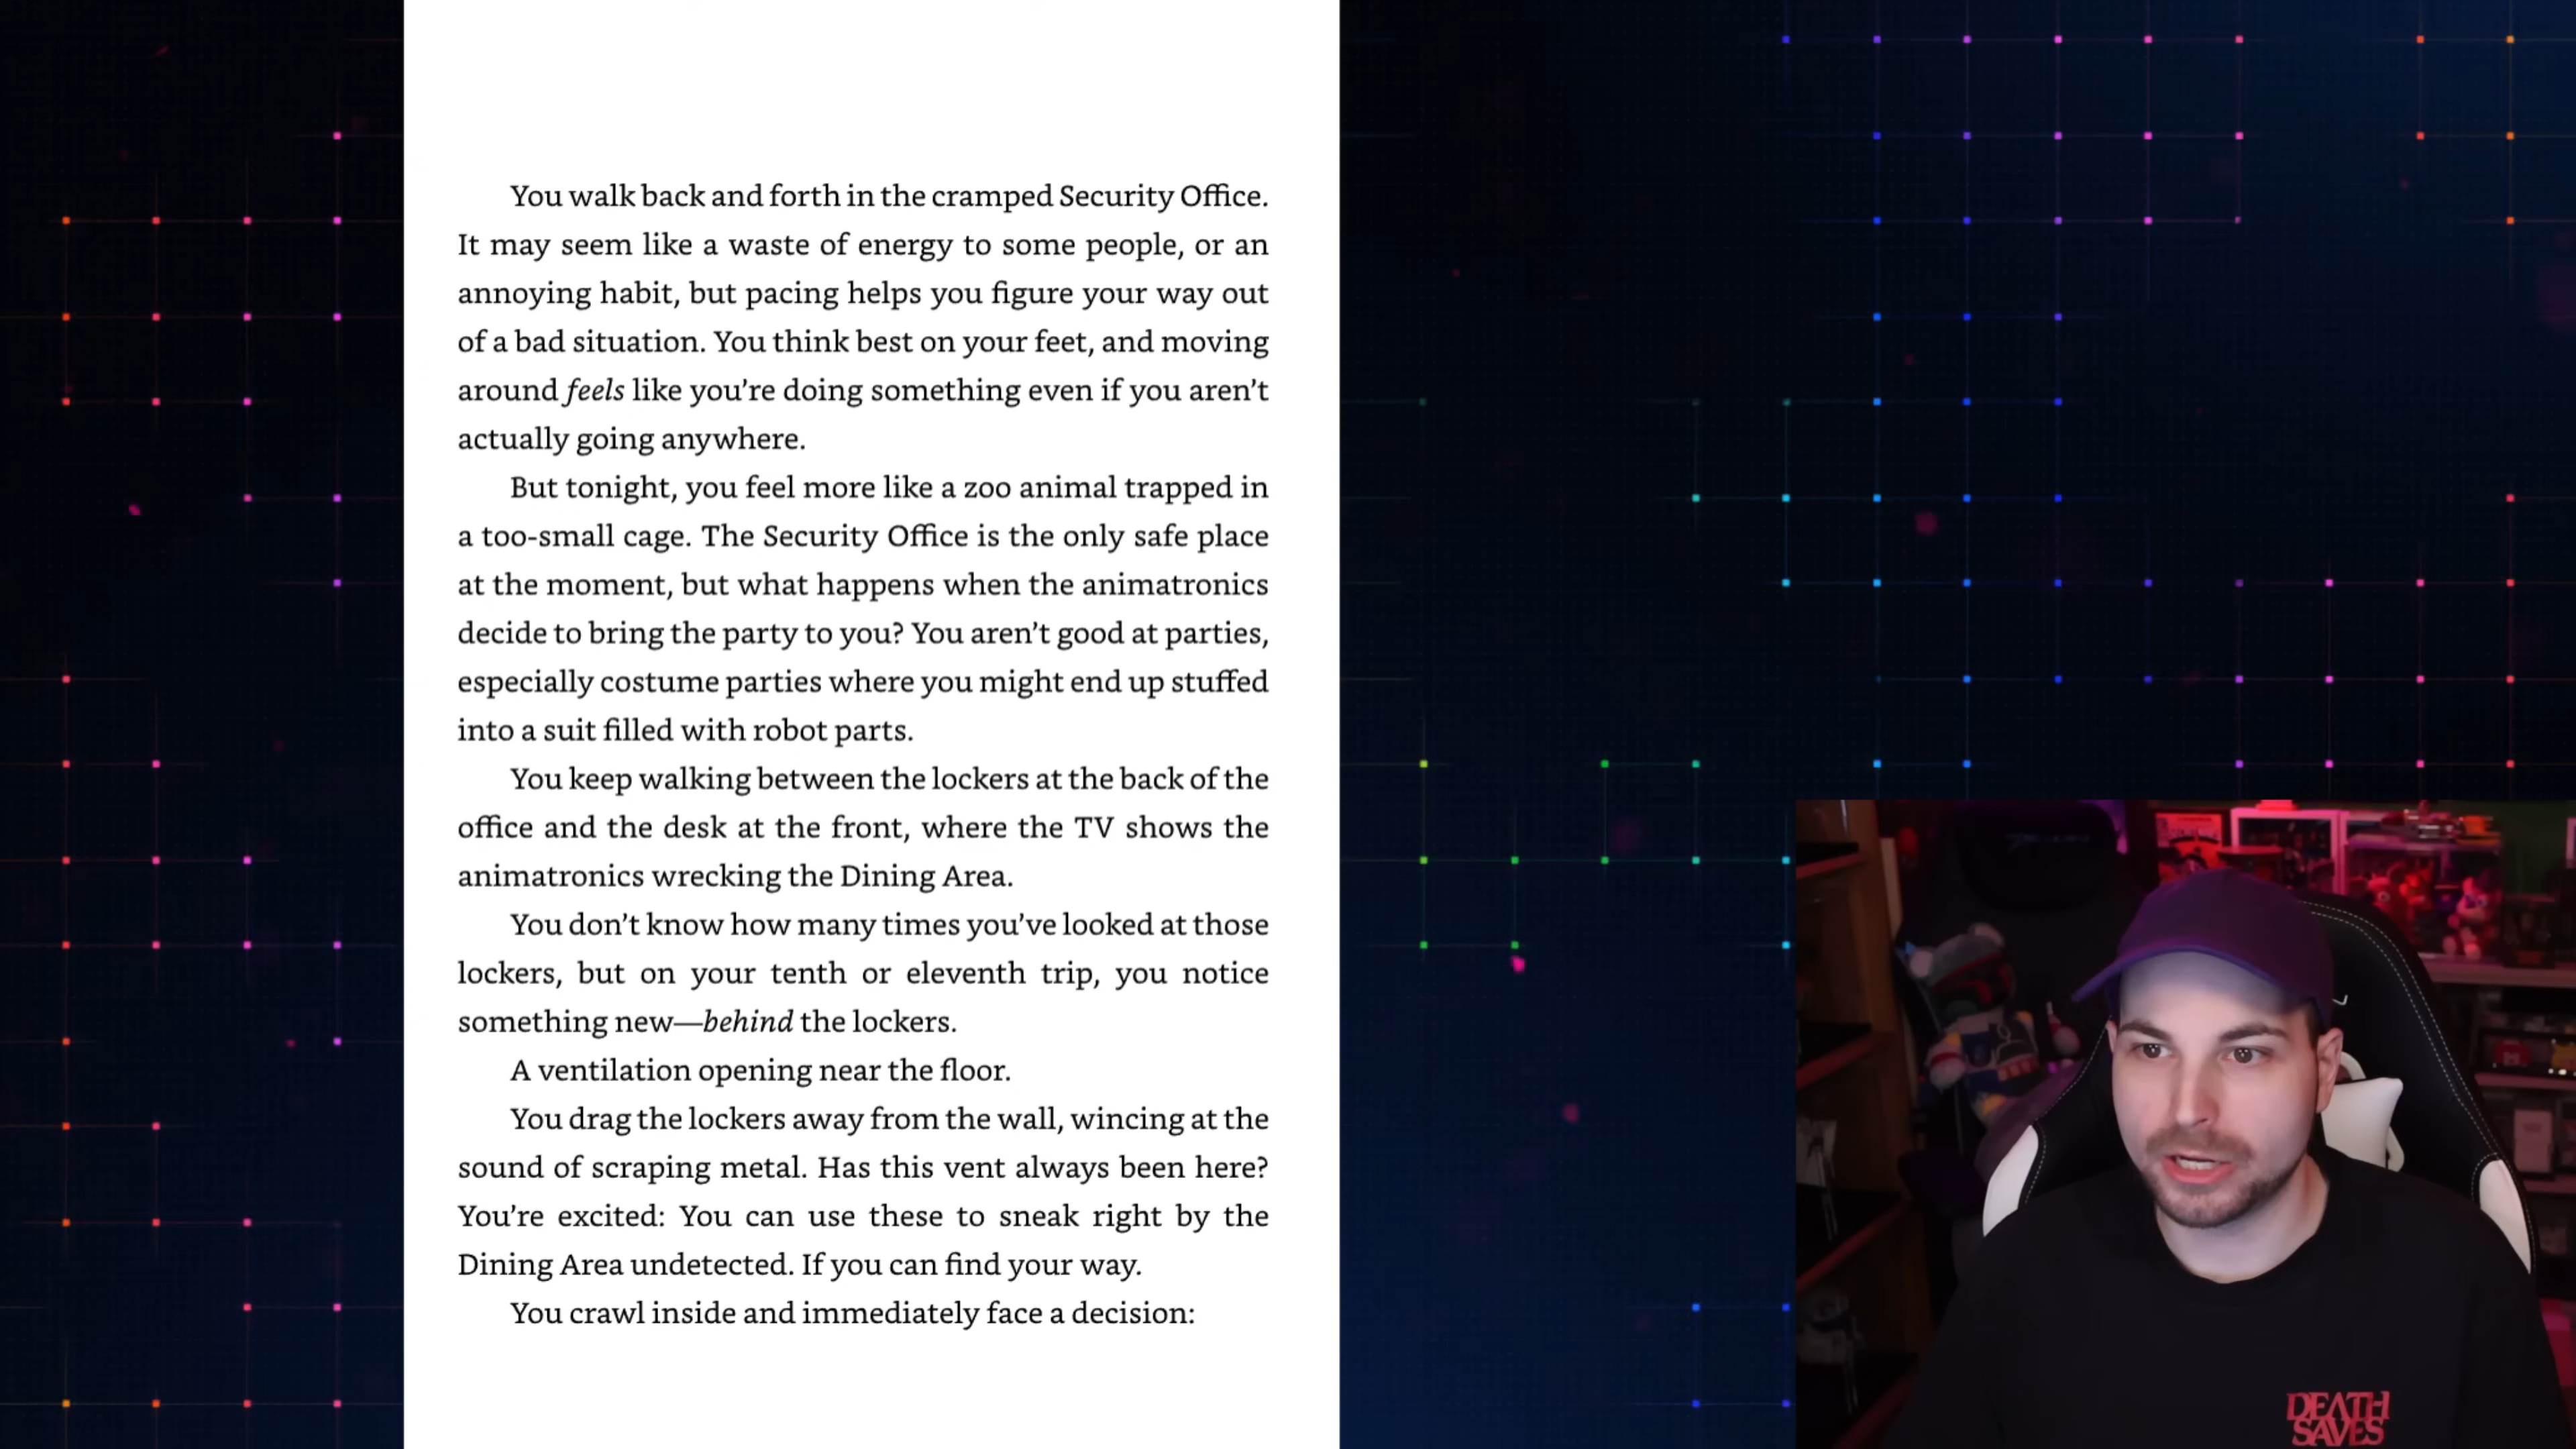 You walk back and forth in the cramped Security Office.
It may seem like a waste of energy to some people, or an
annoying habit, but pacing helps you figure your way out
of a bad situation. You think best on your feet, and moving
around feels like you’re doing something even if you aren’t
actually going anywhere.
But tonight, you feel more like a zoo animal trapped in
a too-small cage. The Security Office is the only safe place
at the moment, but what happens when the animatronics
decide to bring the party to you? You aren’t good at parties,
especially costume parties where you might end up stuffed
into a suit filled with robot parts.
You keep walking between the lockers at the back of the
office and the desk at the front, where the TV shows the
animatronics wrecking the Dining Area.
You don’t know how many times you’ve looked at those
lockers, but on your tenth or eleventh trip, you notice
something new—behind the lockers.
A ventilation opening near the floor.
You drag the lockers away from the wall, wincing at the
sound of scraping metal. Has this vent always been here?
You’re excited: You can use these to sneak right by the
Dining Area undetected. If you can find your way.
You crawl inside and immediately face a decision:
DEATH
SAVES